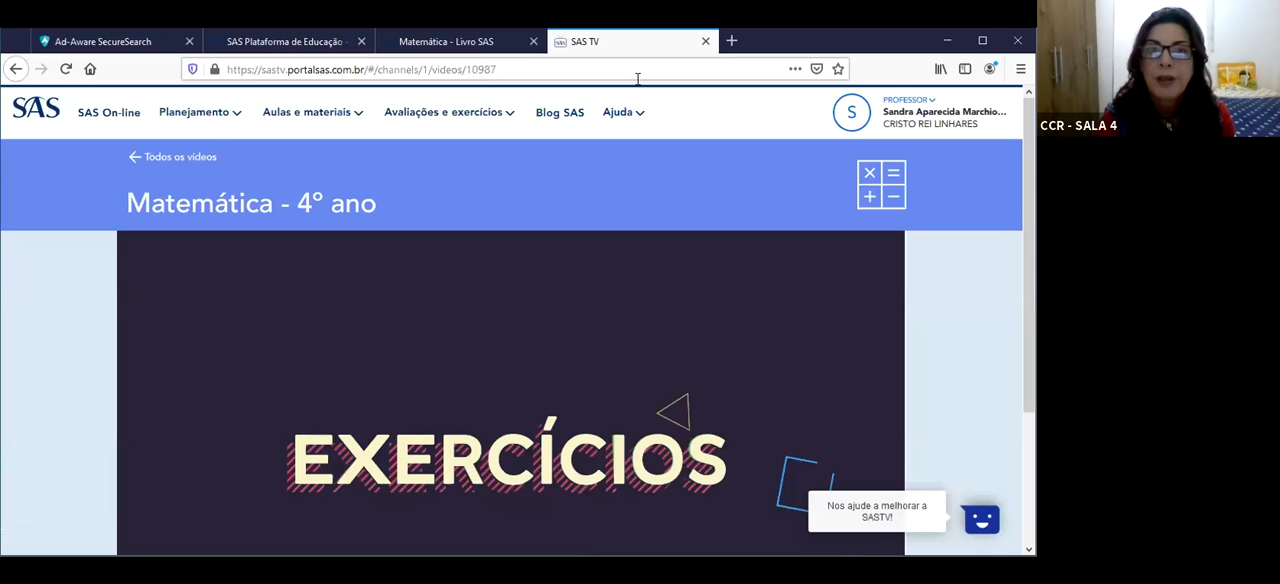 Ad-Aware SecureSearch
SAS Plataforma de Educação -
Matemática - Livro SAS
SAS TV
https://sastv.portalsas.com.br/#/channels/1/videos/10987
SAS
SAS On-line
Planejamento
Aulas e materiais
Avaliações e exercícios
Blog SAS
Ajuda
S
PROFESSOR
Sandra Aparecida Marchio...
CRISTO REI LINHARES
CCR - SALA 4
Todos os vídeos
Matemática - 4º ano
EXERCÍCIOS
Nos ajude a melhorar a
SASTV!